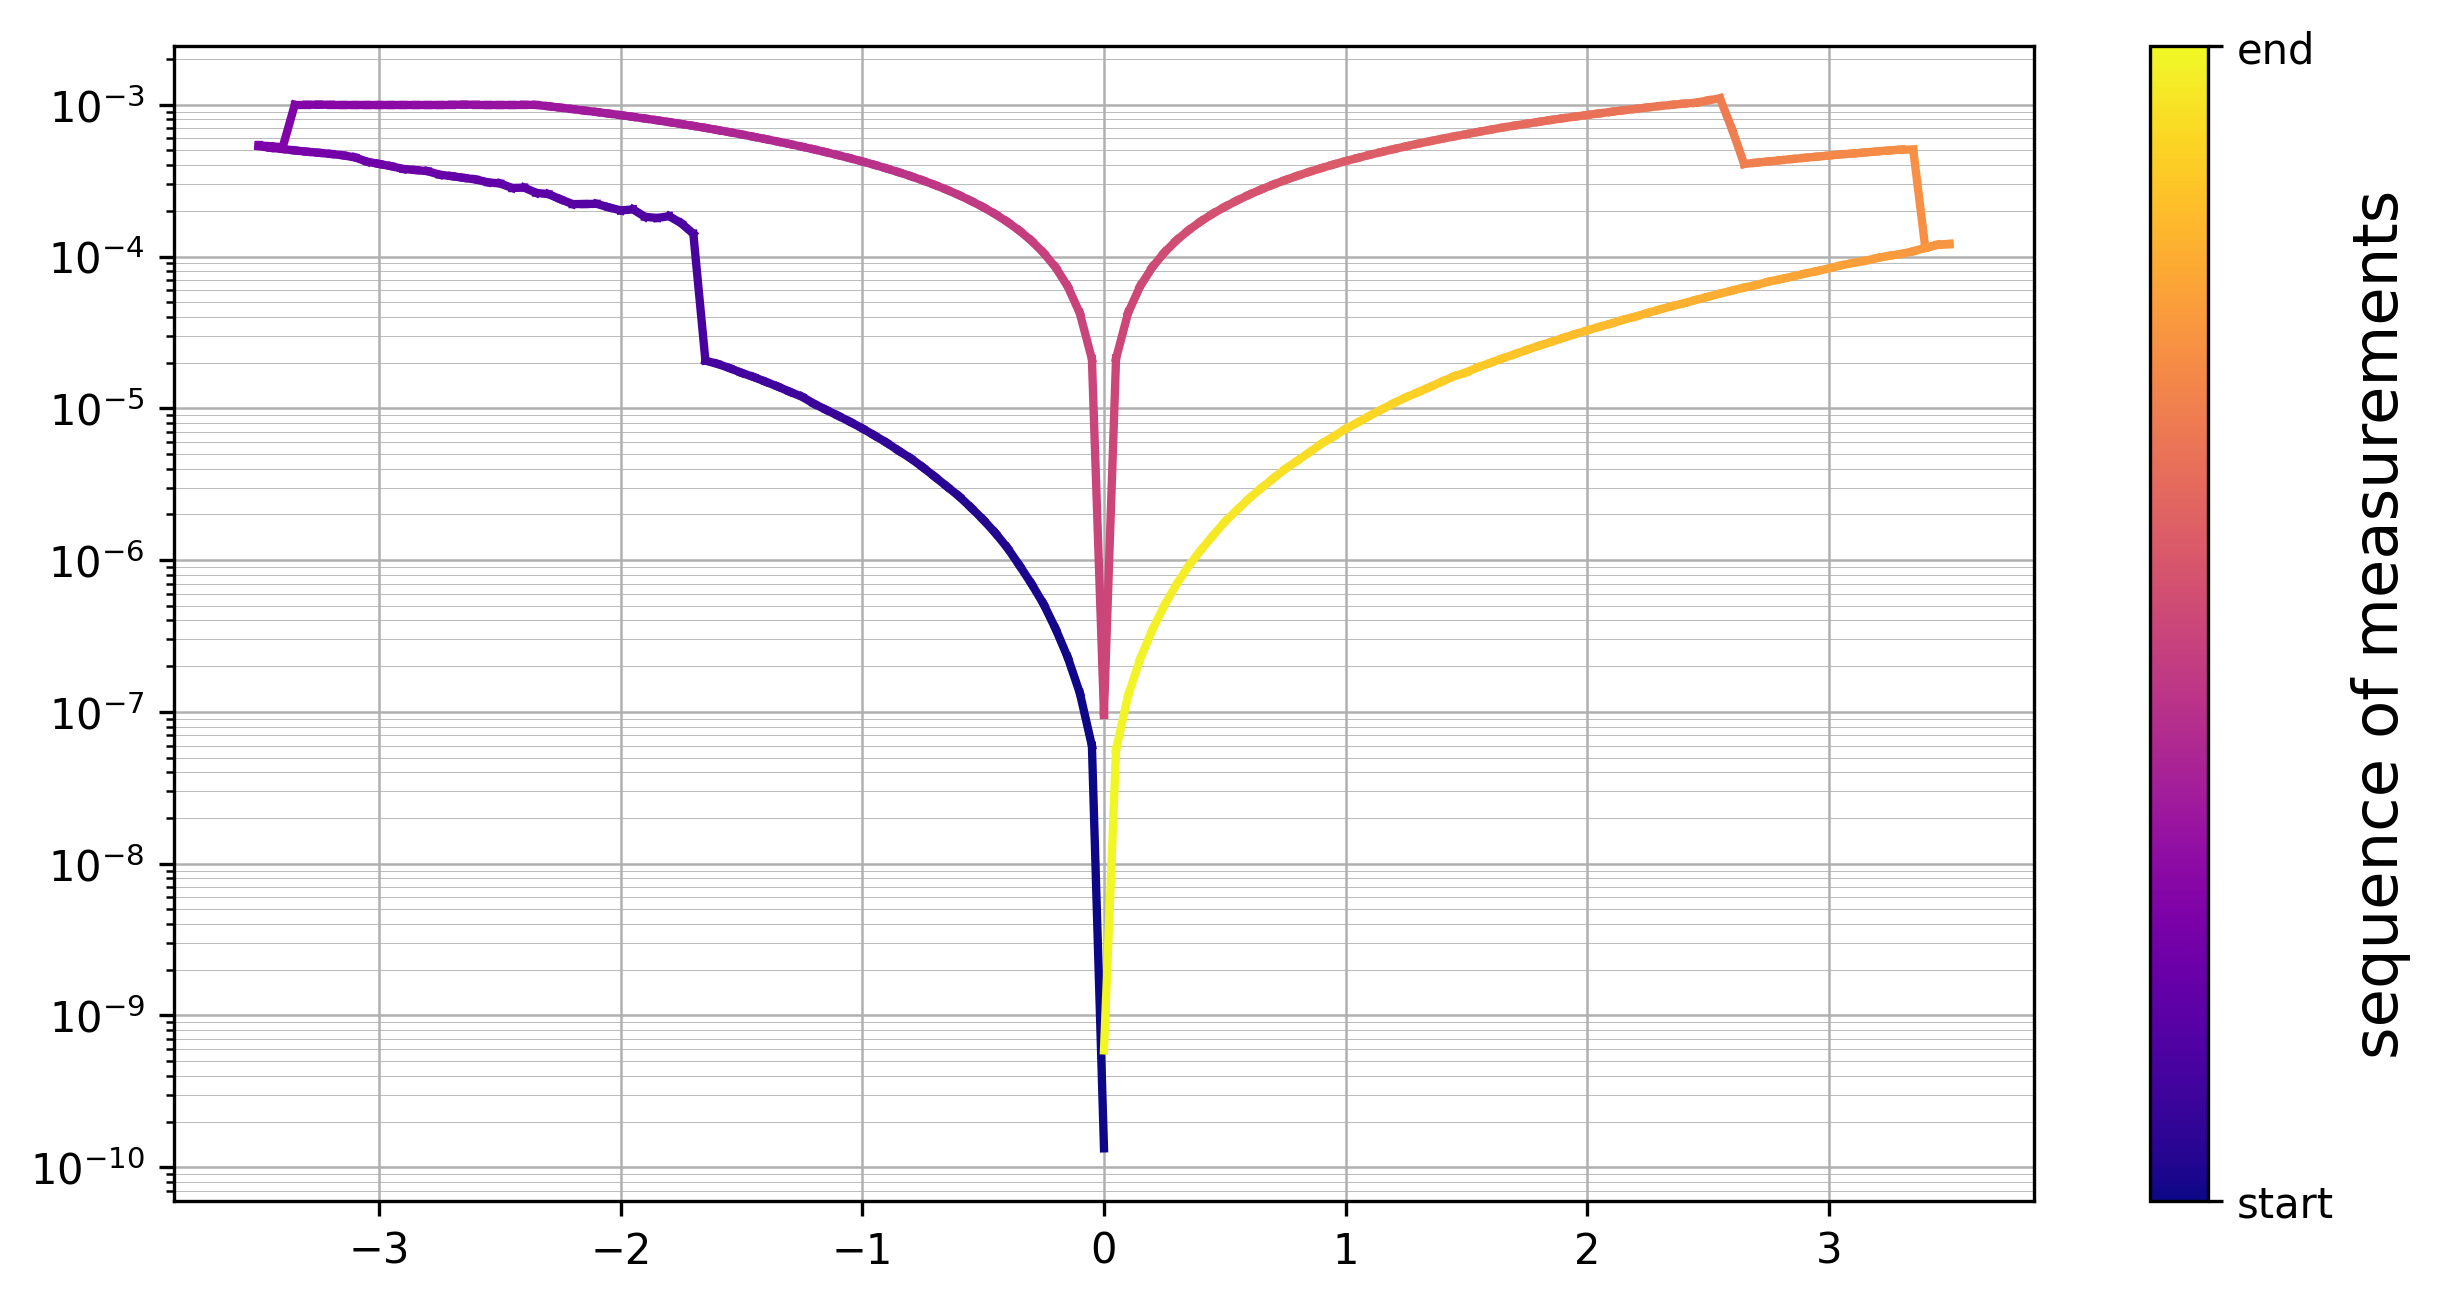 10⁻³
10⁻⁴
10⁻⁵
10⁻⁶
10⁻⁷
10⁻⁸
10⁻⁹
10⁻¹⁰
−3 −2 −1 0 1 2 3
end
start
sequence of measurements